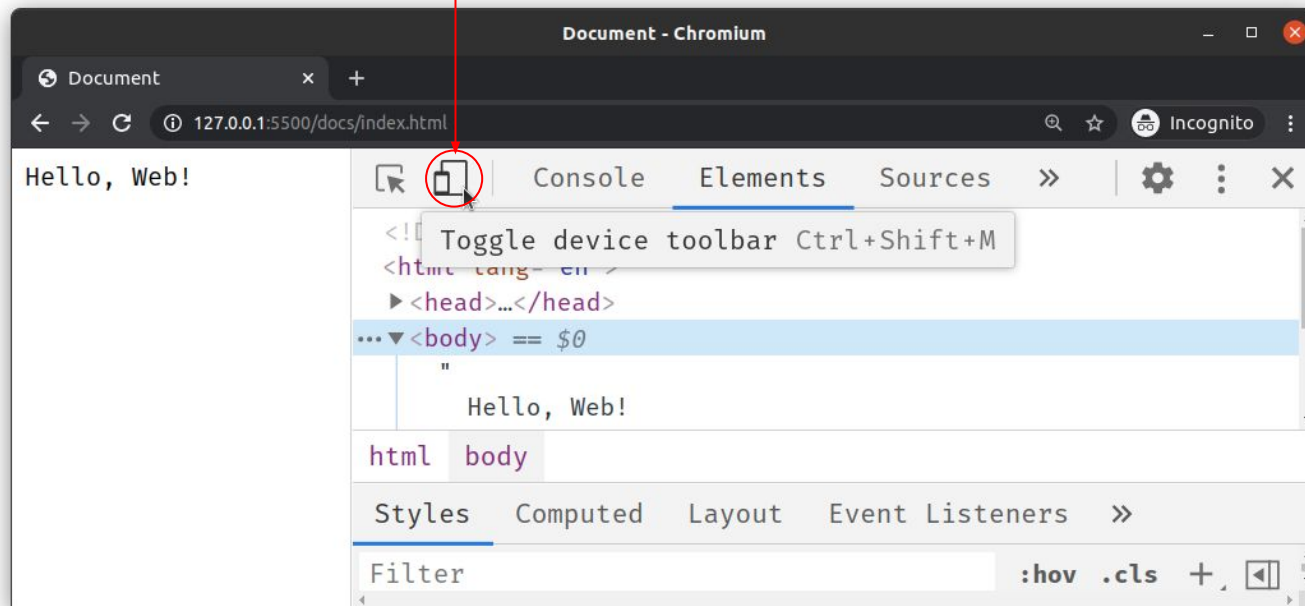 Document - Chromium
Document
127.0.0.1:5500/docs/index.html
Incognito
Hello, Web!
Console Elements Sources
Toggle device toolbar Ctrl+Shift+M
<head>…</head>
<body> == $0
"
Hello, Web!
html body
Styles Computed Layout Event Listeners
Filter :hov .cls